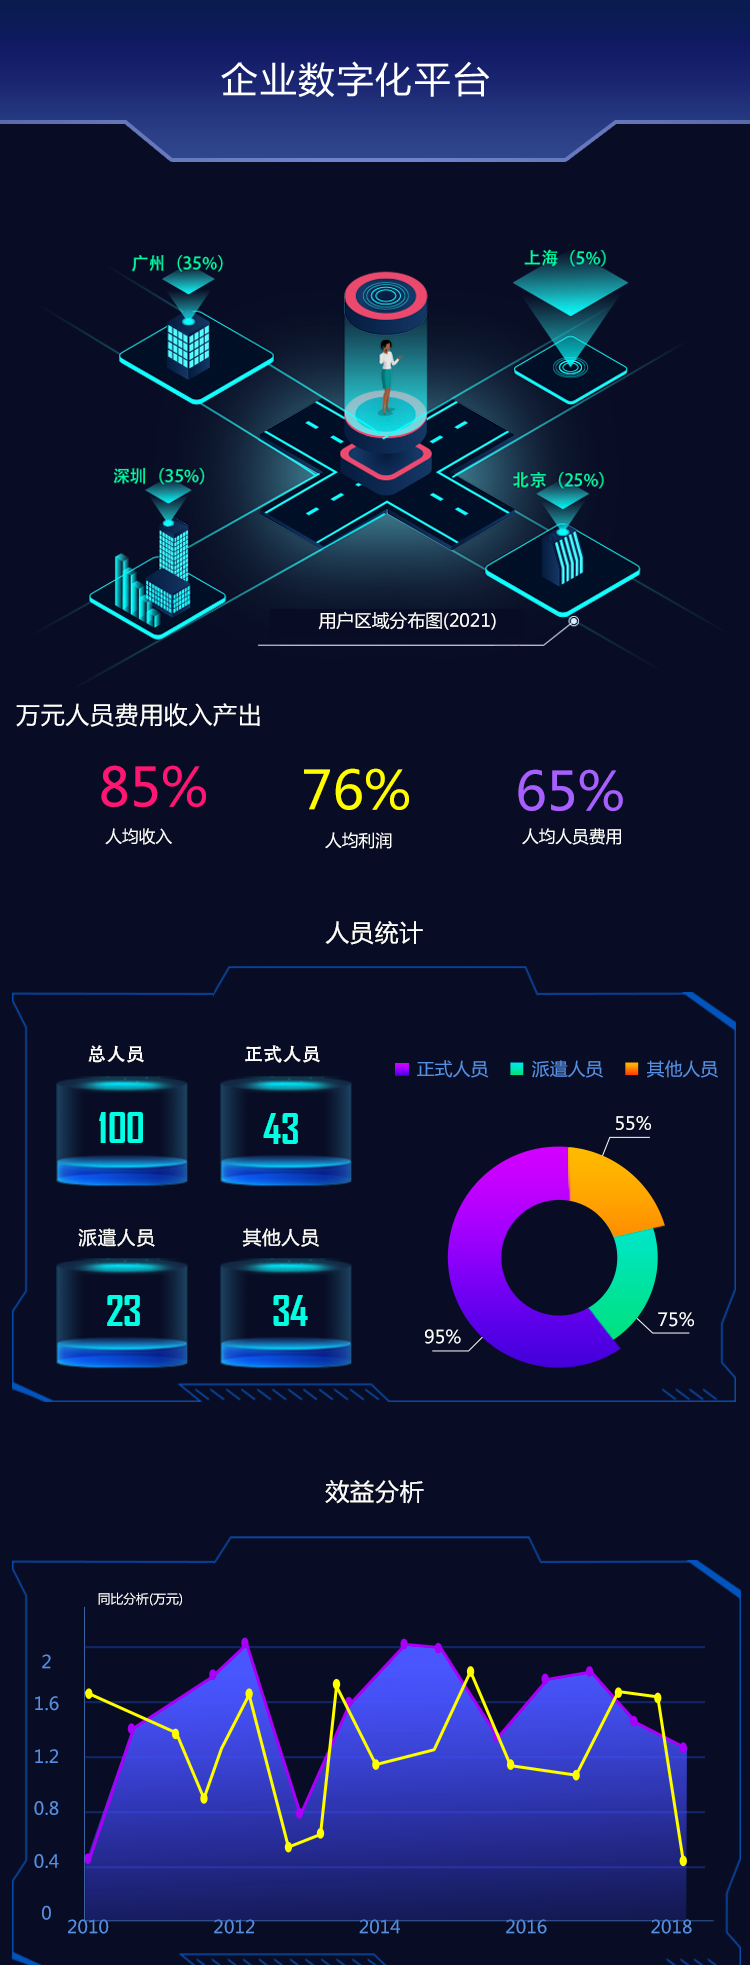 企业数字化平台
广州（35%）
上海（5%）
深圳（35%）
北京（25%）
用户区域分布图(2021)
万元人员费用收入产出
85%
76%
65%
人均收入
人均利润
人均人员费用
人员统计
总人员
正式人员
正式人员
派遣人员
其他人员
100
43
55%
派遣人员
其他人员
23
34
75%
95%
效益分析
同比分析(万元)
2
1.6
1.2
0.8
0.4
0
2010
2012
2014
2016
2018